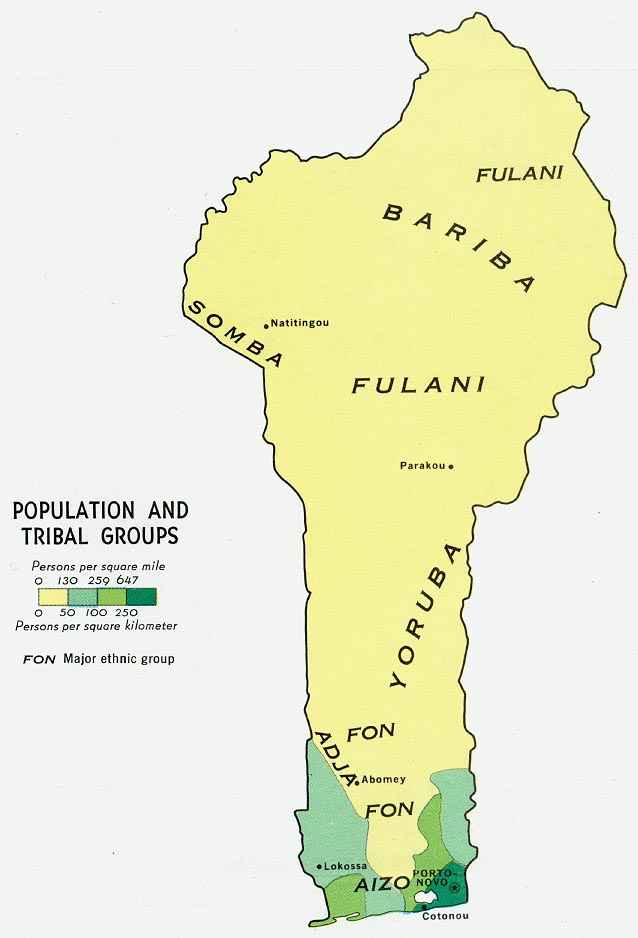 FULANI
BARIBA
SOMBA
Natitingou
FULANI
Parakou
POPULATION AND
TRIBAL GROUPS
Persons per square mile
0 130 259 647
0 50 100 250
Persons per square kilometer
FON Major ethnic group
YORUBA
FON
ADJA
Abomey
FON
Lokossa
AIZO
PORTO-
NOVO
Cotonou